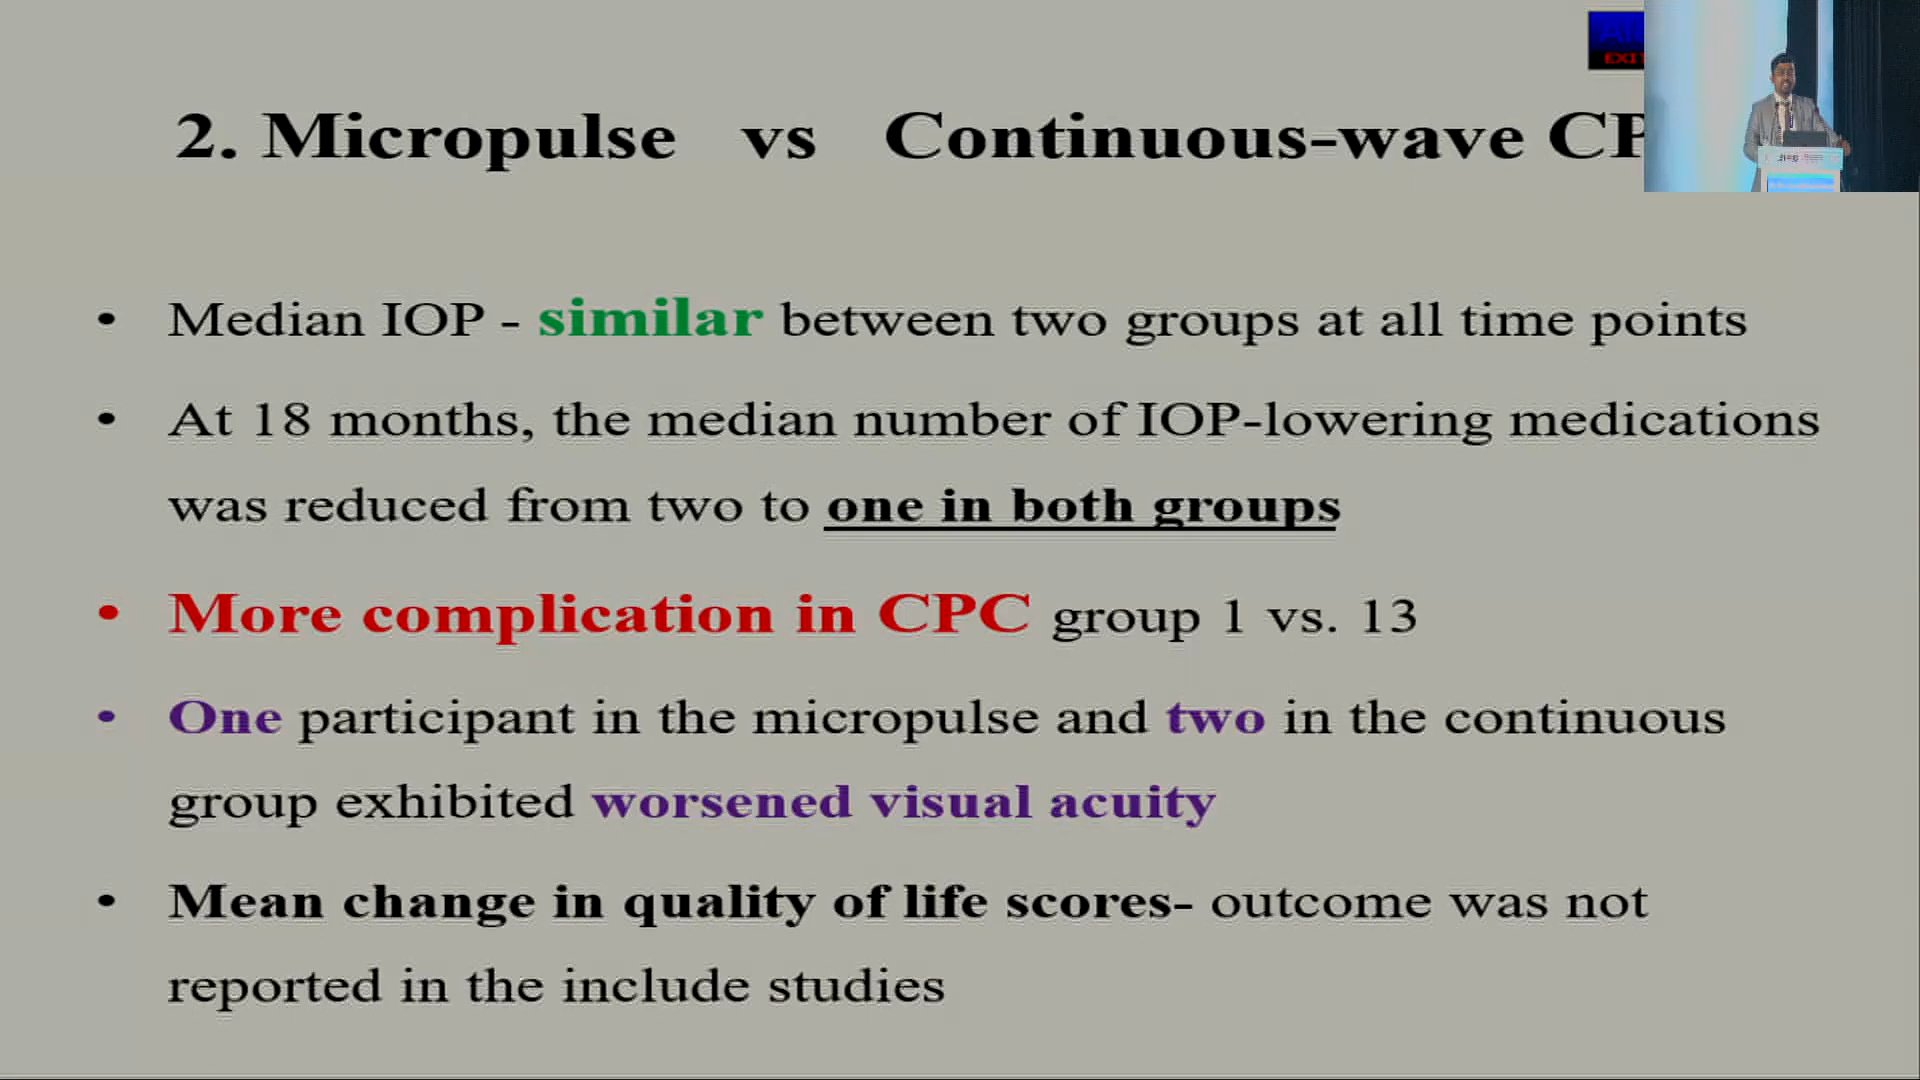 2. Micropulse vs Continuous-wave CP
• Median IOP - similar between two groups at all time points
• At 18 months, the median number of IOP-lowering medications
was reduced from two to one in both groups
• More complication in CPC group 1 vs. 13
• One participant in the micropulse and two in the continuous
group exhibited worsened visual acuity
• Mean change in quality of life scores- outcome was not
reported in the include studies